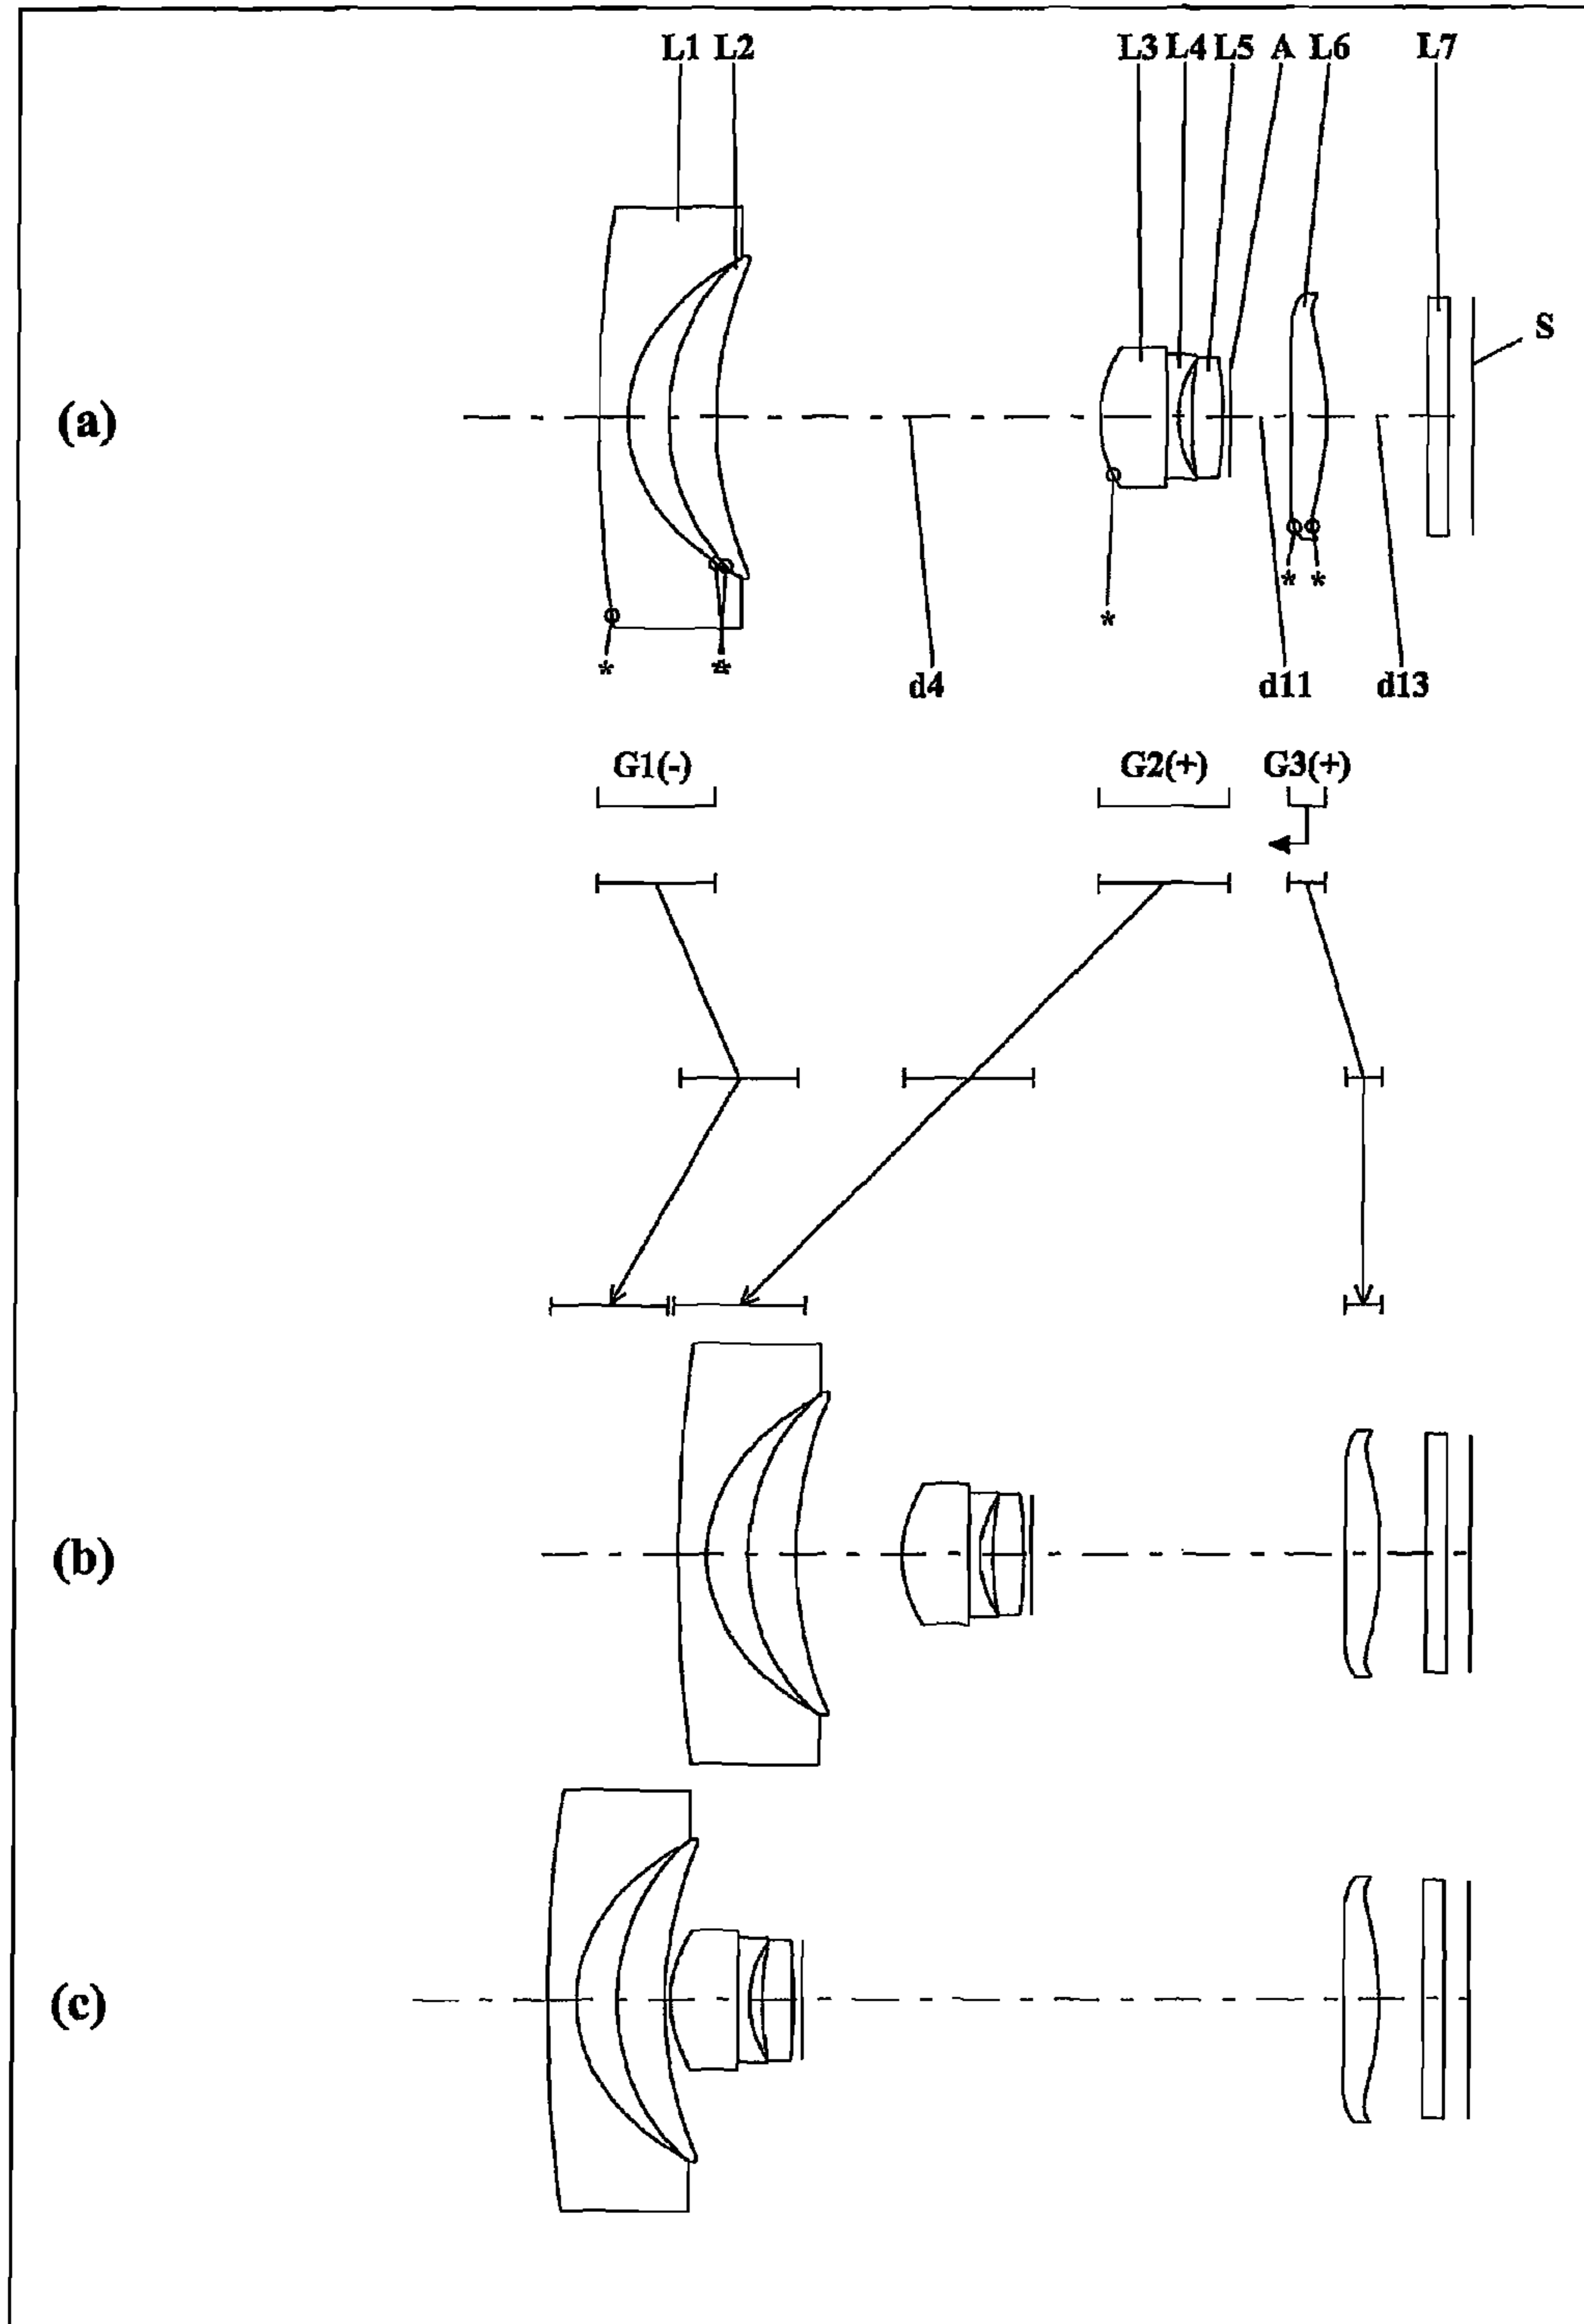 L1 L2 L3 L4 L5 A L6 L7
S
(a)
* * * * *
d4 d11 d13
G1(-) G2(+) G3(+)
(b)
(c)